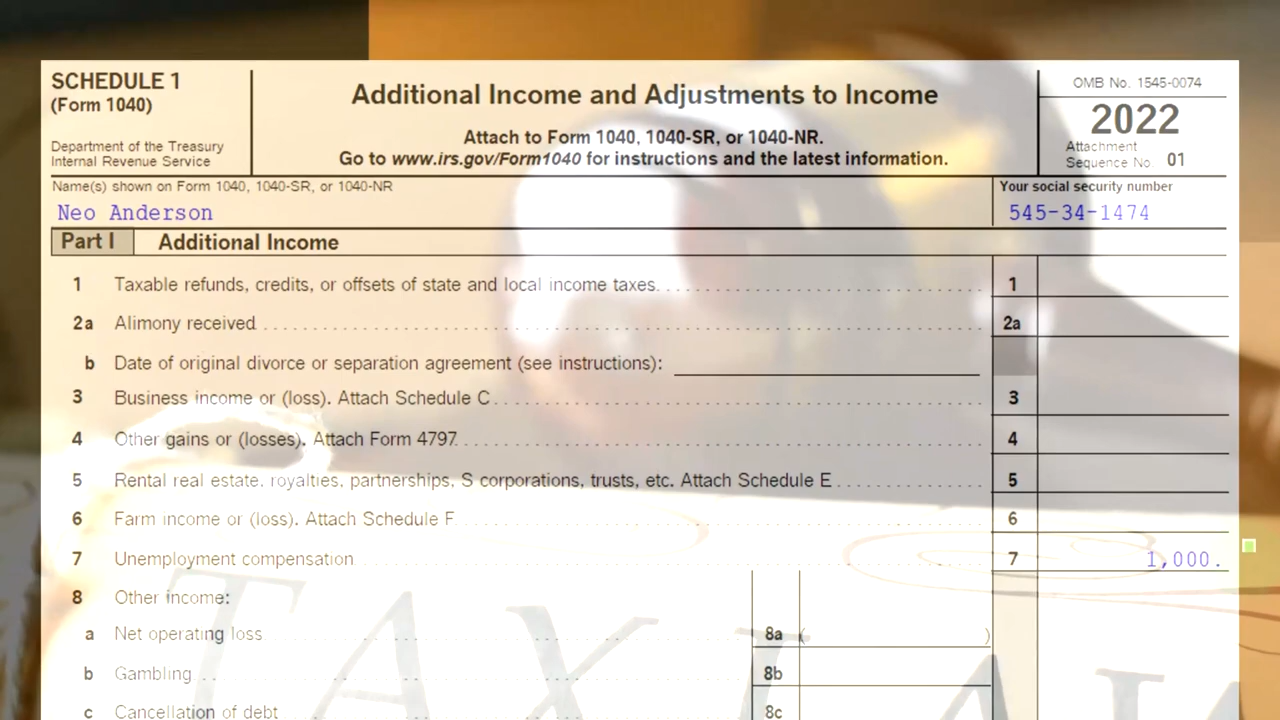 SCHEDULE 1
(Form 1040)
Department of the Treasury
Internal Revenue Service
Additional Income and Adjustments to Income
Attach to Form 1040, 1040-SR, or 1040-NR.
Go to www.irs.gov/Form1040 for instructions and the latest information.
OMB No. 1545-0074
2022
Attachment
Sequence No. 01
Name(s) shown on Form 1040, 1040-SR, or 1040-NR
Neo Anderson
Your social security number
545-34-1474
Part I Additional Income
1 Taxable refunds, credits, or offsets of state and local income taxes 1
2a Alimony received 2a
b Date of original divorce or separation agreement (see instructions):
3 Business income or (loss). Attach Schedule C 3
4 Other gains or (losses). Attach Form 4797 4
5 Rental real estate, royalties, partnerships, S corporations, trusts, etc. Attach Schedule E 5
6 Farm income or (loss). Attach Schedule F 6
7 Unemployment compensation 7 1,000.
8 Other income:
a Net operating loss 8a ( )
b Gambling 8b
c Cancellation of debt 8c
TAX LAW